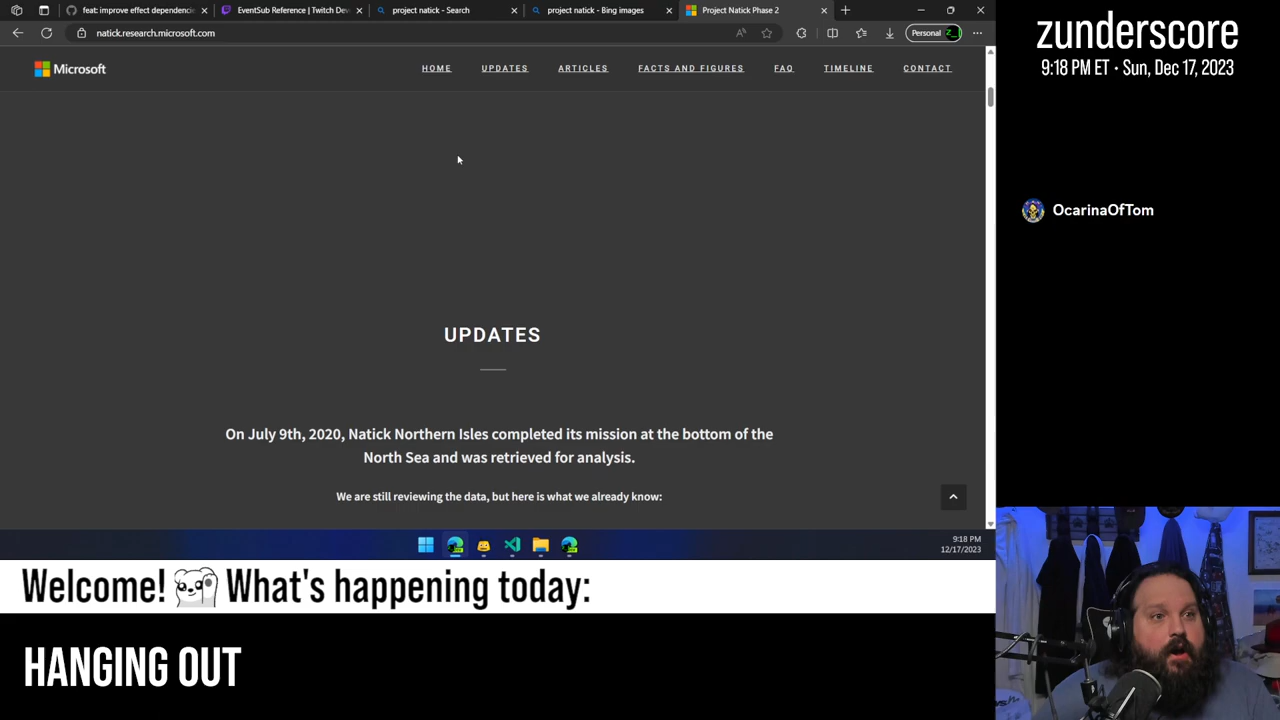 feat: improve effect dependencie
EventSub Reference | Twitch Dev
project natick - Search
project natick - Bing images
Project Natick Phase 2
natick.research.microsoft.com
Personal
Microsoft
HOME
UPDATES
ARTICLES
FACTS AND FIGURES
FAQ
TIMELINE
CONTACT
UPDATES
On July 9th, 2020, Natick Northern Isles completed its mission at the bottom of the
North Sea and was retrieved for analysis.
We are still reviewing the data, but here is what we already know:
9:18 PM
12/17/2023
Welcome! What's happening today:
HANGING OUT
zunderscore
9:18 PM ET • Sun, Dec 17, 2023
OcarinaOfTom